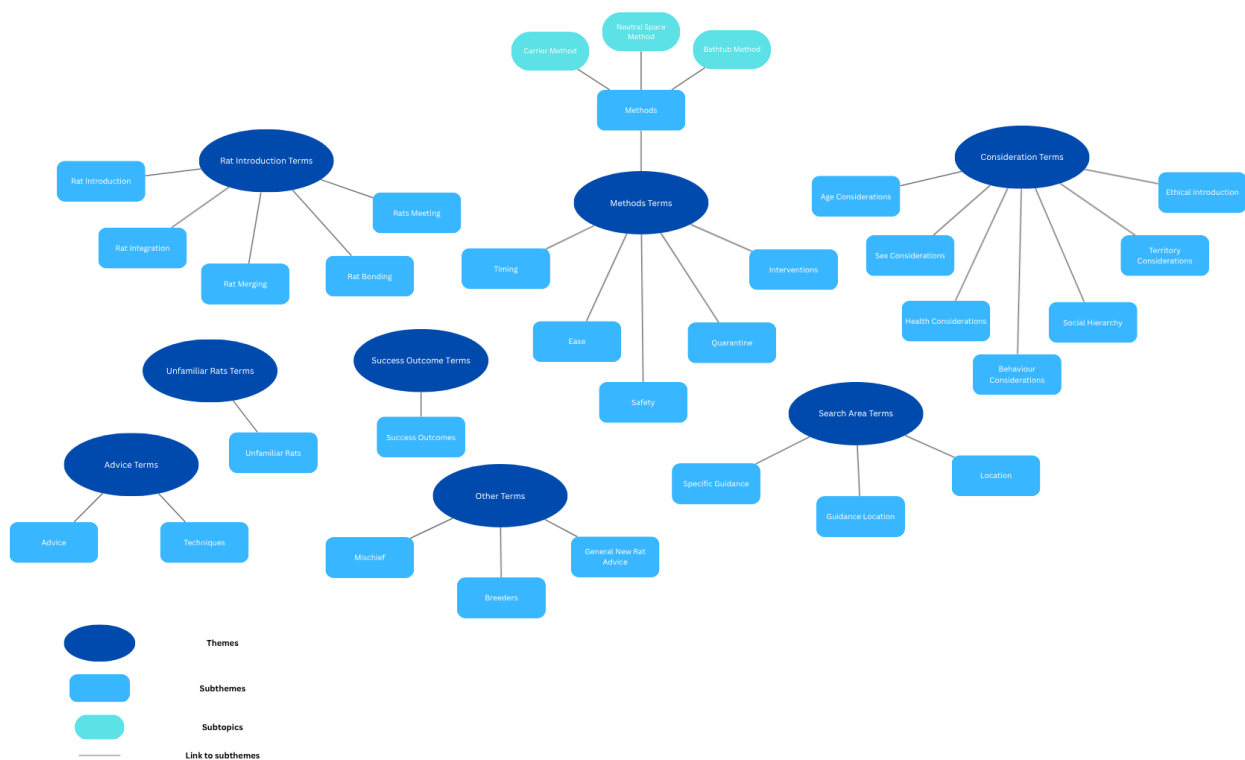 Neutral Space
Method
Carrier Method
Bathtub Method
Methods
Rat Introduction Terms
Rat Introduction
Rat Integration
Rat Merging
Rat Bonding
Rats Meeting
Methods Terms
Timing
Ease
Safety
Quarantine
Interventions
Consideration Terms
Age Considerations
Sex Considerations
Health Considerations
Behaviour
Considerations
Social Hierarchy
Territory
Considerations
Ethical Introduction
Unfamiliar Rats Terms
Unfamiliar Rats
Success Outcome Terms
Success Outcomes
Search Area Terms
Specific Guidance
Guidance Location
Location
Advice Terms
Advice
Techniques
Other Terms
Mischief
Breeders
General New Rat
Advice
Themes
Subthemes
Subtopics
Link to subthemes